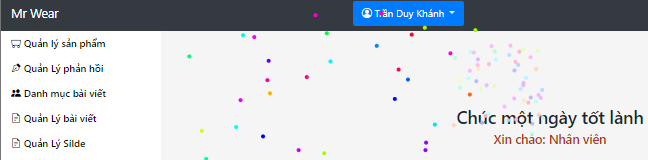 Mr Wear
Trần Duy Khánh
Quản lý sản phẩm
Quản Lý phản hồi
Danh mục bài viết
Quản Lý bài viết
Quản Lý Silde
Chúc một ngày tốt lành
Xin chào: Nhân viên